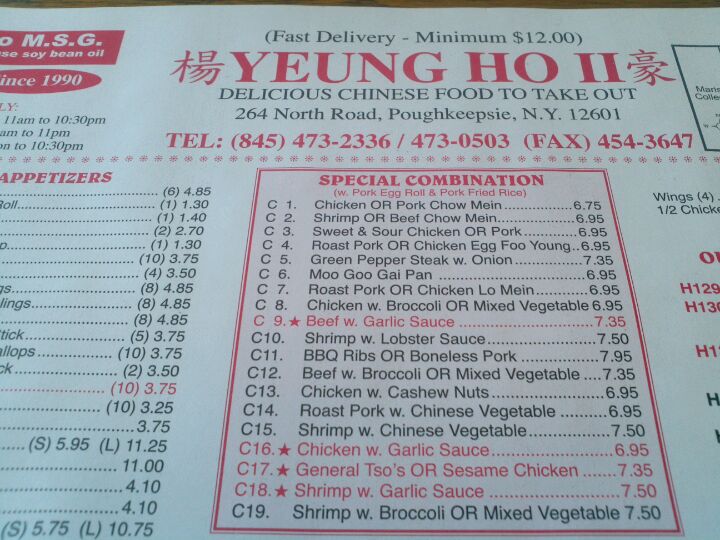 o M.S.G.
se soy bean oil
ince 1990
LY:
11am to 10:30pm
am to 11pm
on to 10:30pm
(Fast Delivery - Minimum $12.00)
楊 YEUNG HO II 豪
DELICIOUS CHINESE FOOD TO TAKE OUT
264 North Road, Poughkeepsie, N.Y. 12601
TEL: (845) 473-2336 / 473-0503 (FAX) 454-3647
Maris
Colle
APPETIZERS
(6) 4.85
Roll (1) 1.30
(1) 1.40
(2) 2.70
p (1) 1.30
(10) 3.75
(4) 3.50
gs (8) 4.85
lings (8) 4.85
(8) 4.85
tick (5) 3.75
allops (10) 3.75
ck (2) 3.50
(10) 3.75
(10) 3.25
3.75
(S) 5.95 (L) 11.25
11.00
4.10
4.10
(S) 5.75 (L) 10.75
SPECIAL COMBINATION
(w. Pork Egg Roll & Pork Fried Rice)
C 1. Chicken OR Pork Chow Mein 6.75
C 2. Shrimp OR Beef Chow Mein 6.95
C 3. Sweet & Sour Chicken OR Pork 6.95
C 4. Roast Pork OR Chicken Egg Foo Young 6.95
C 5. Green Pepper Steak w. Onion 7.35
C 6. Moo Goo Gai Pan 6.95
C 7. Roast Pork OR Chicken Lo Mein 6.95
C 8. Chicken w. Broccoli OR Mixed Vegetable 6.95
C 9.★ Beef w. Garlic Sauce 7.35
C10. Shrimp w. Lobster Sauce 7.50
C11. BBQ Ribs OR Boneless Pork 7.95
C12. Beef w. Broccoli OR Mixed Vegetable 7.35
C13. Chicken w. Cashew Nuts 6.95
C14. Roast Pork w. Chinese Vegetable 6.95
C15. Shrimp w. Chinese Vegetable 7.50
C16.★ Chicken w. Garlic Sauce 6.95
C17.★ General Tso's OR Sesame Chicken 7.35
C18.★ Shrimp w. Garlic Sauce 7.50
C19. Shrimp w. Broccoli OR Mixed Vegetable 7.50
Wings (4)
1/2 Chicke
H129
H130
H13